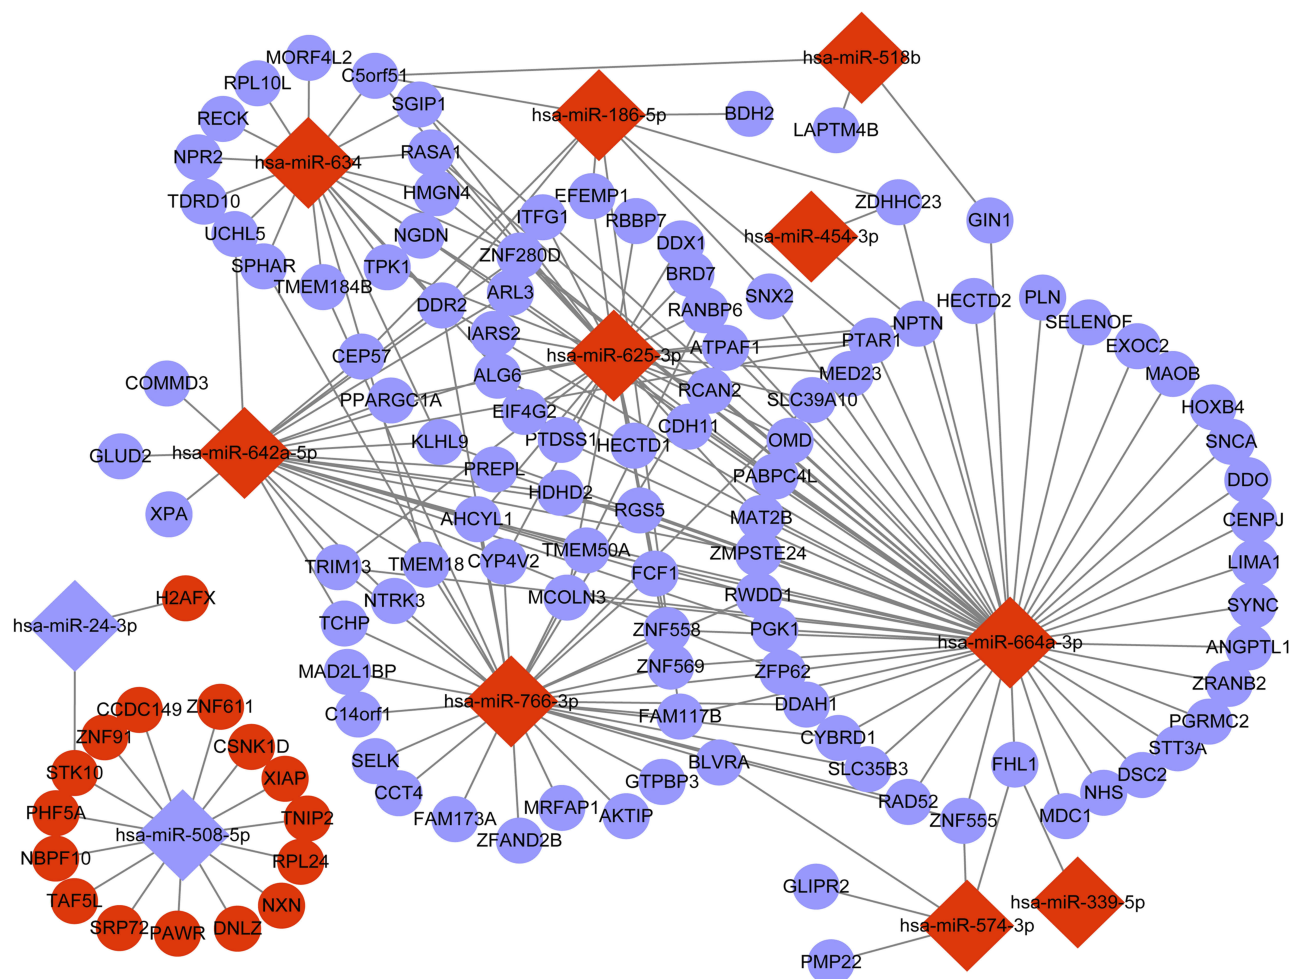 MORF4L2
hsa-miR-518b
C5orf51
RPL10L
SGIP1
hsa-miR-186-5p
BDH2
RECK
LAPTM4B
NPR2
hsa-miR-634
RASA1
TDRD10
HMGN4
EFEMP1
ZDHHC23
ITFG1
RBBP7
GIN1
UCHL5
NGDN
hsa-miR-454-3p
DDX1
ZNF280D
SPHAR
TPK1
BRD7
TMEM184B
ARL3
SNX2
HECTD2
PLN
DDR2
RANBP6
SELENOF
NPTN
IARS2
PTAR1
EXOC2
CEP57
hsa-miR-625-3p
ATPAF1
ALG6
MED23
MAOB
COMMD3
RCAN2
PPARGC1A
SLC39A10
HOXB4
EIF4G2
CDH11
KLHL9
PTDSS1
HECTD1
OMD
SNCA
GLUD2
hsa-miR-642a-5p
PREPL
PABPC4L
DDO
HDHD2
XPA
RGS5
MAT2B
CENPJ
AHCYL1
TMEM50A
ZMPSTE24
LIMA1
TRIM13
TMEM18
CYP4V2
FCF1
H2AFX
NTRK3
MCOLN3
RWDD1
SYNC
hsa-miR-24-3p
TCHP
ZNF558
PGK1
hsa-miR-664a-3p
ANGPTL1
MAD2L1BP
ZNF569
ZFP62
ZRANB2
hsa-miR-766-3p
CCDC149
ZNF611
C14orf1
FAM117B
DDAH1
PGRMC2
ZNF91
CSNK1D
CYBRD1
STT3A
STK10
XIAP
SELK
BLVRA
SLC35B3
FHL1
DSC2
CCT4
GTPBP3
NHS
PHF5A
TNIP2
MRFAP1
RAD52
MDC1
hsa-miR-508-5p
FAM173A
ZFAND2B
AKTIP
ZNF555
NBPF10
RPL24
TAF5L
NXN
GLIPR2
hsa-miR-339-5p
SRP72
PAWR
DNLZ
hsa-miR-574-3p
PMP22